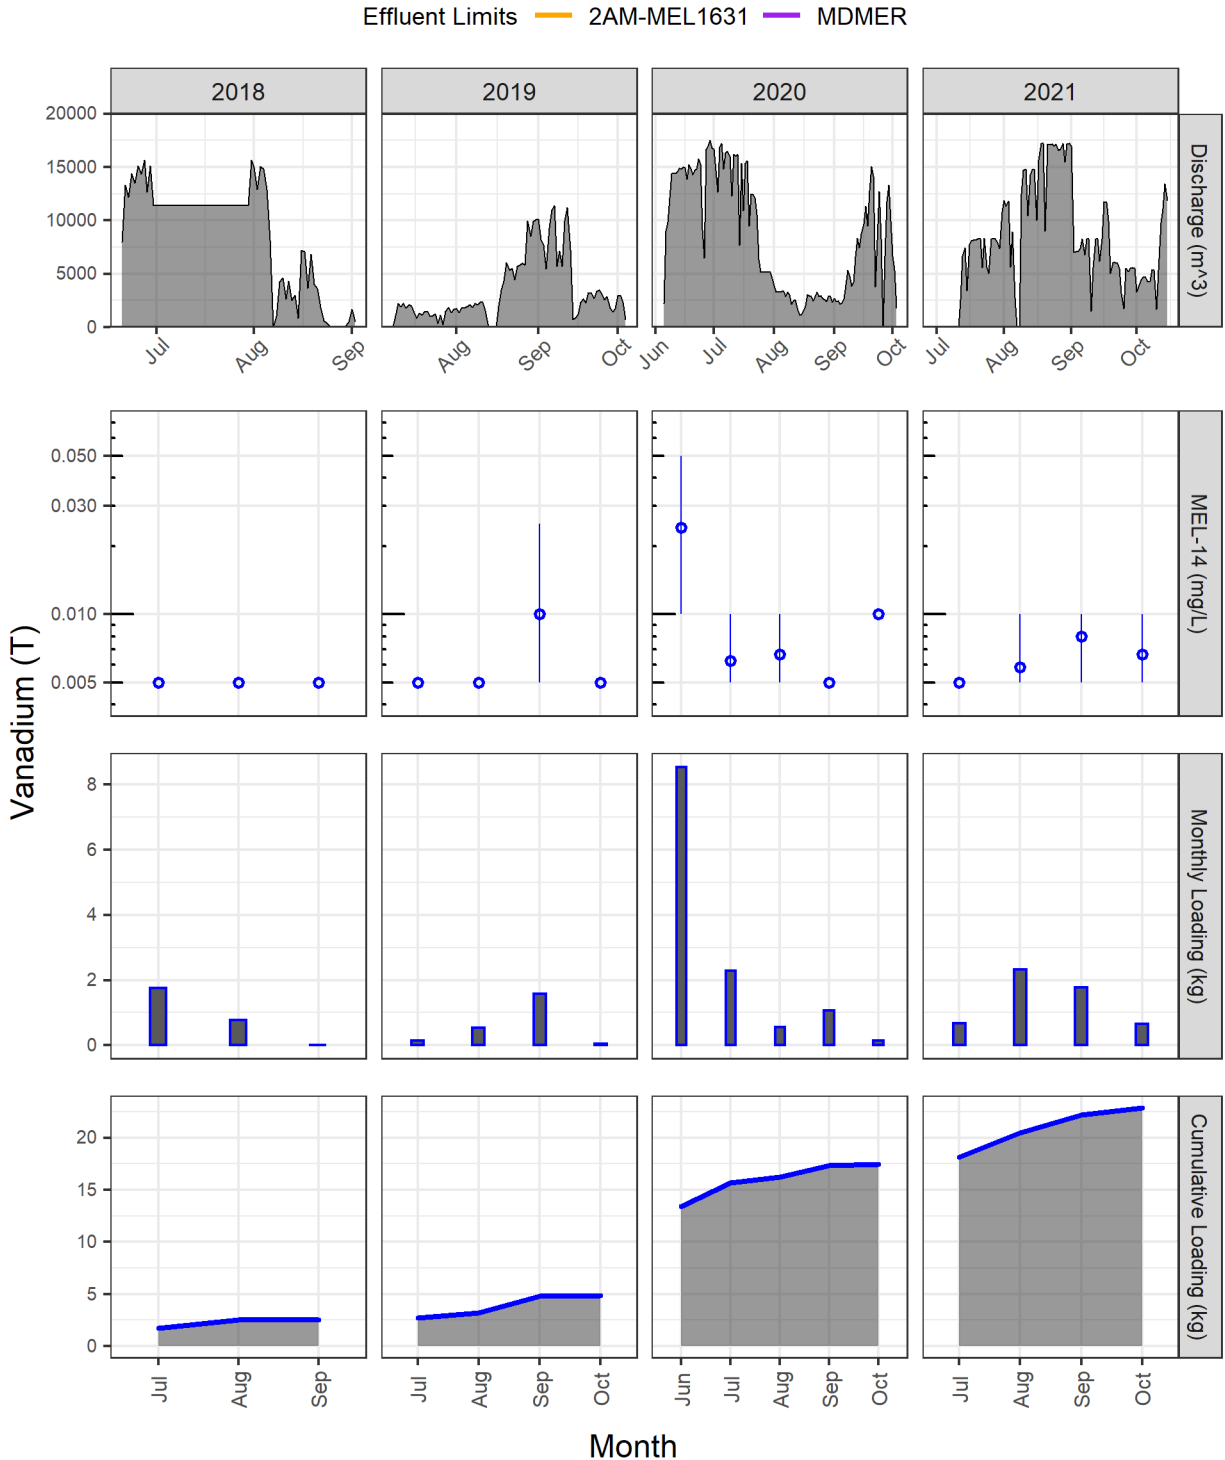 Effluent Limits 2AM-MEL1631 MDMER
2018 2019 2020 2021
20000
15000
10000
5000
0
Discharge (m^3)
Jul Aug Sep Aug Sep Oct Jun Jul Aug Sep Oct Jul Aug Sep Oct
0.050
0.030
0.010
0.005
MEL-14 (mg/L)
Vanadium (T)
8
6
4
2
0
Monthly Loading (kg)
20
15
10
5
0
Cumulative Loading (kg)
Jul Aug Sep Jul Aug Sep Oct Jun Jul Aug Sep Oct Jul Aug Sep Oct
Month